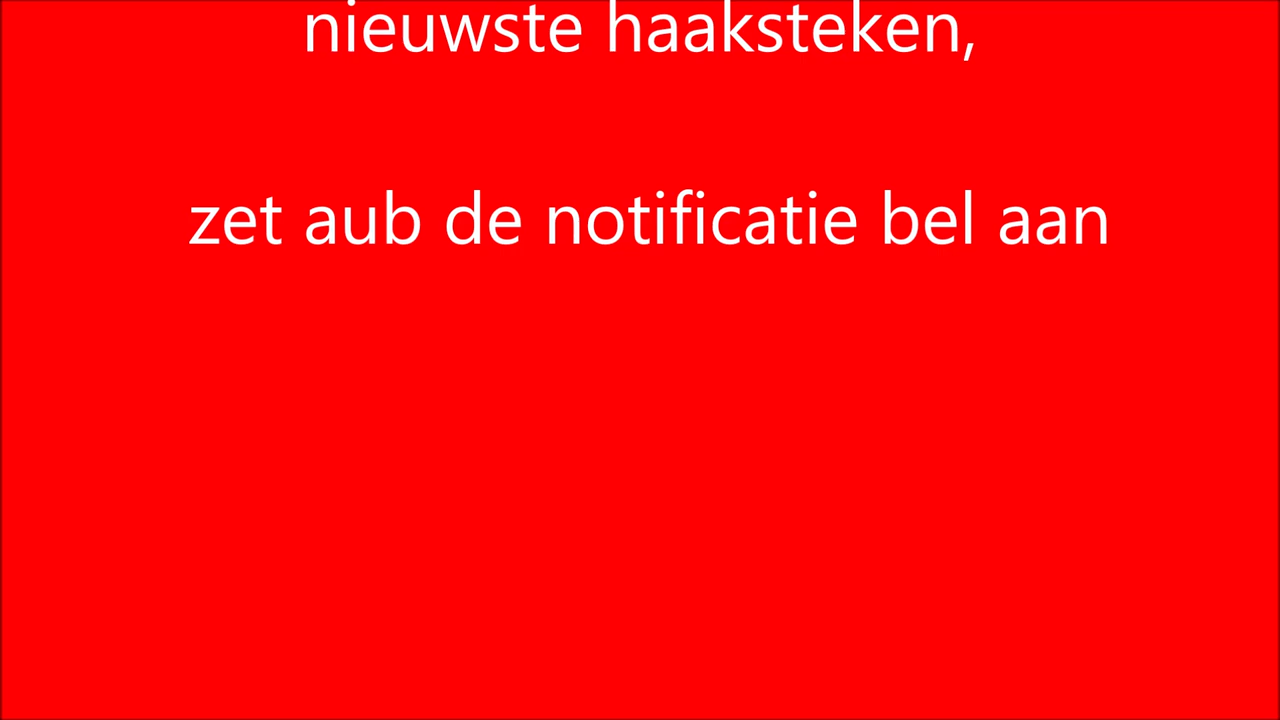 nieuwste haaksteken,
zet aub de notificatie bel aan